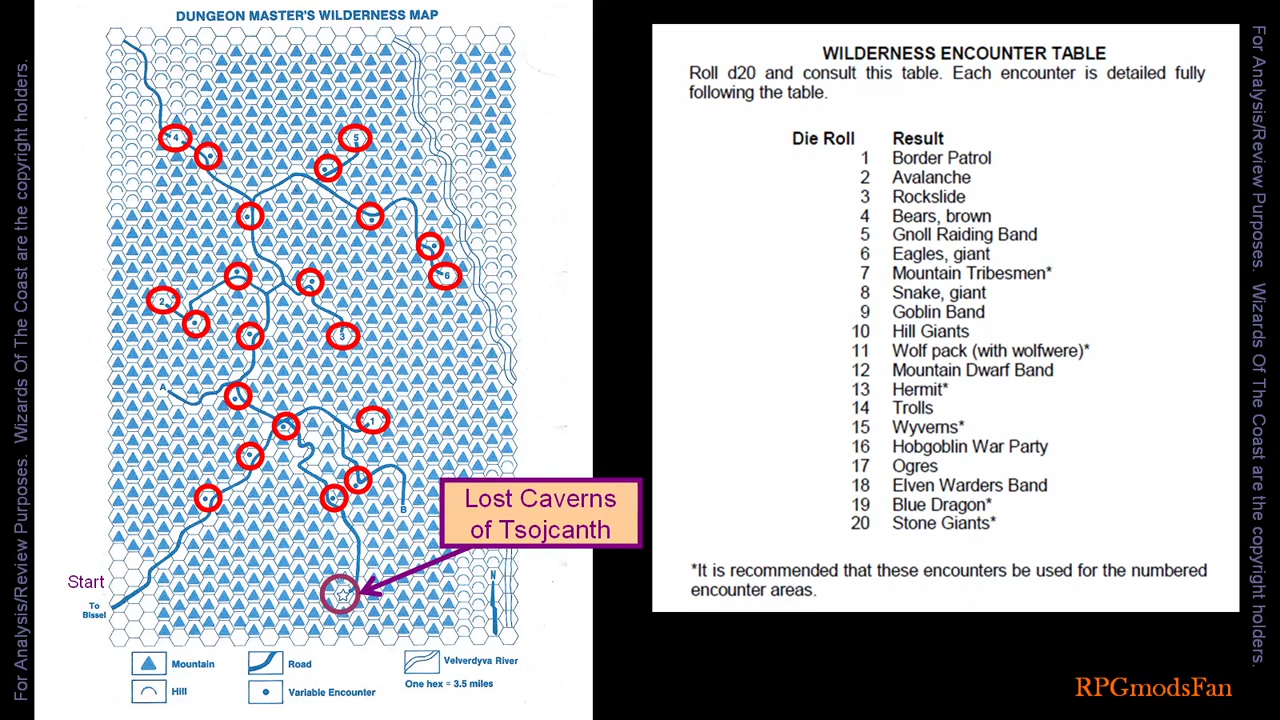 DUNGEON MASTER'S WILDERNESS MAP
4
5
6
2
3
A
1
B
Lost Caverns
of Tsojcanth
Start
To
Bissel
N
Mountain
Road
Velverdyva River
Hill
Variable Encounter
One hex = 3.5 miles
WILDERNESS ENCOUNTER TABLE
Roll d20 and consult this table. Each encounter is detailed fully
following the table.
Die Roll Result
1 Border Patrol
2 Avalanche
3 Rockslide
4 Bears, brown
5 Gnoll Raiding Band
6 Eagles, giant
7 Mountain Tribesmen*
8 Snake, giant
9 Goblin Band
10 Hill Giants
11 Wolf pack (with wolfwere)*
12 Mountain Dwarf Band
13 Hermit*
14 Trolls
15 Wyverns*
16 Hobgoblin War Party
17 Ogres
18 Elven Warders Band
19 Blue Dragon*
20 Stone Giants*
*It is recommended that these encounters be used for the numbered
encounter areas.
RPGmodsFan
For Analysis/Review Purposes. Wizards Of The Coast are the copyright holders.
For Analysis/Review Purposes. Wizards Of The Coast are the copyright holders.